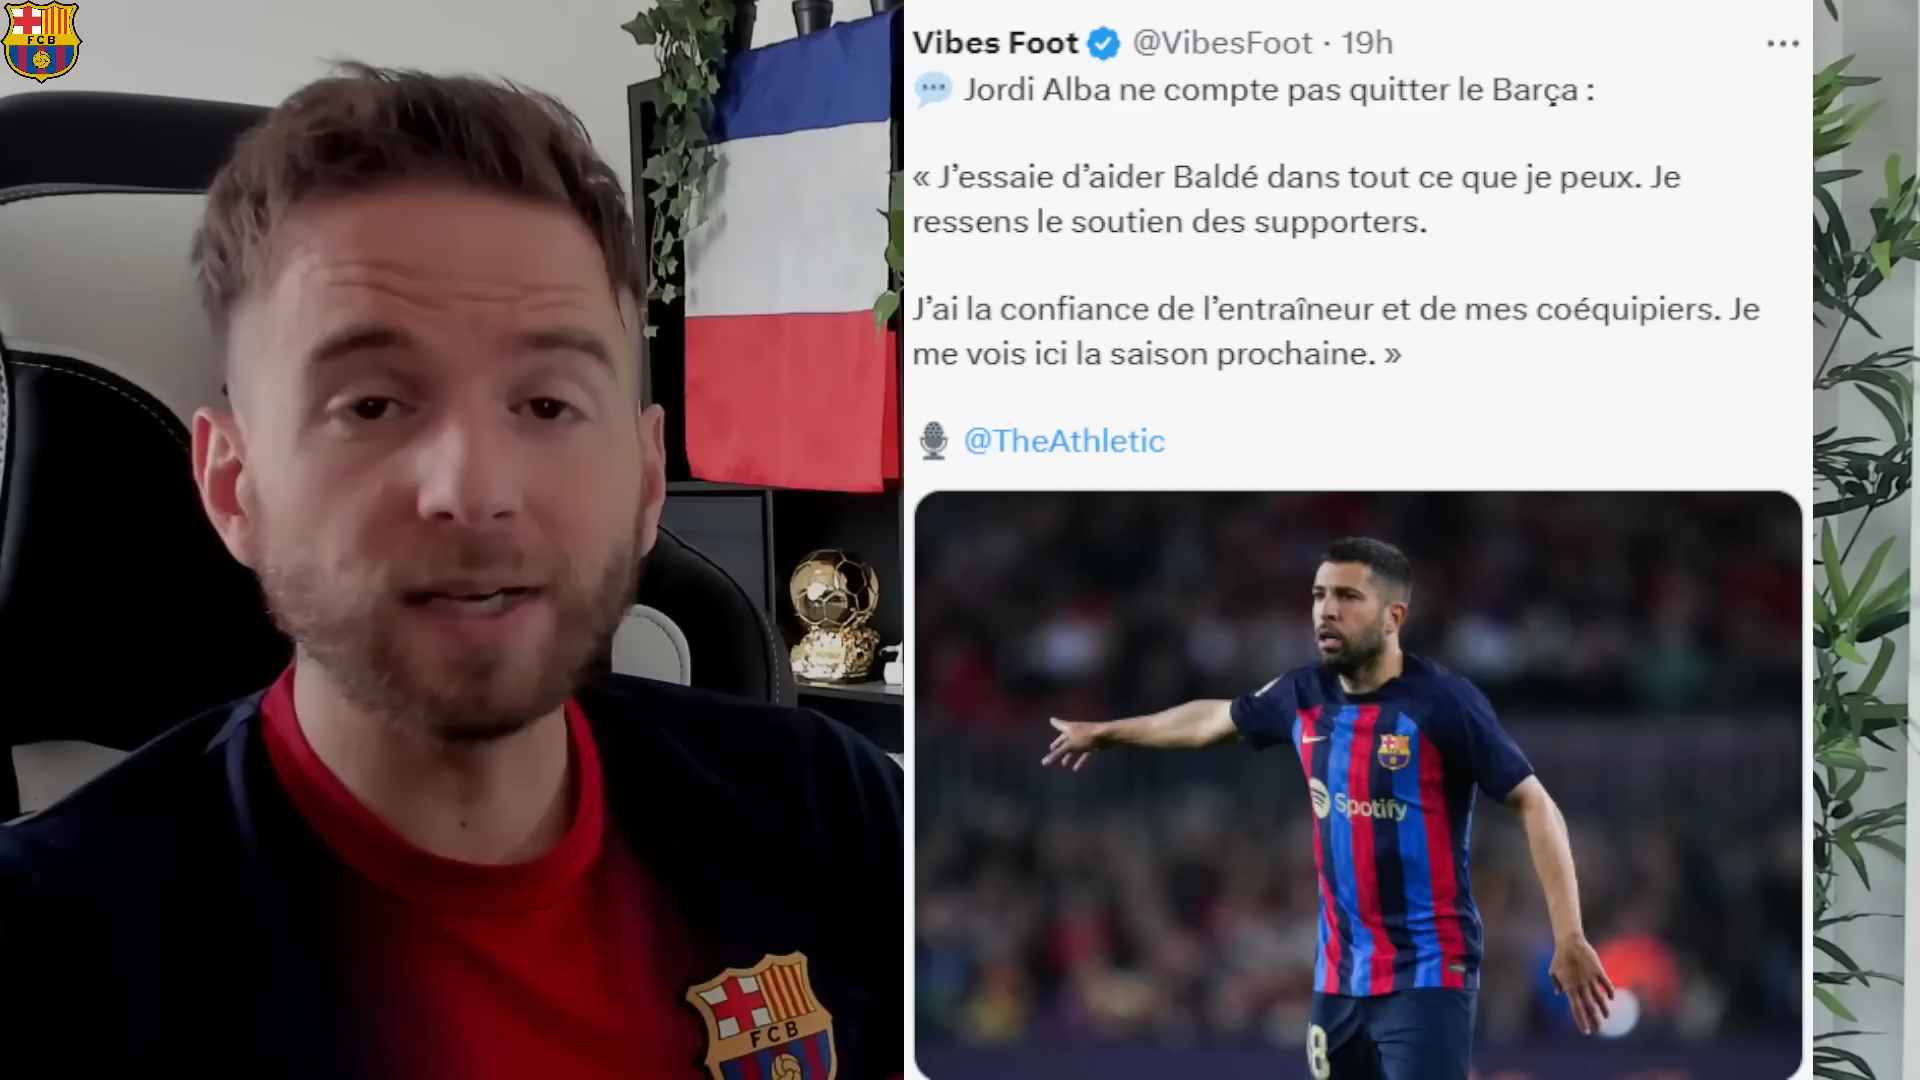 FCB
Vibes Foot @VibesFoot · 19h
Jordi Alba ne compte pas quitter le Barça :
« J’essaie d’aider Baldé dans tout ce que je peux. Je
ressens le soutien des supporters.
J’ai la confiance de l’entraîneur et de mes coéquipiers. Je
me vois ici la saison prochaine. »
@TheAthletic
Spotify
8
FCB